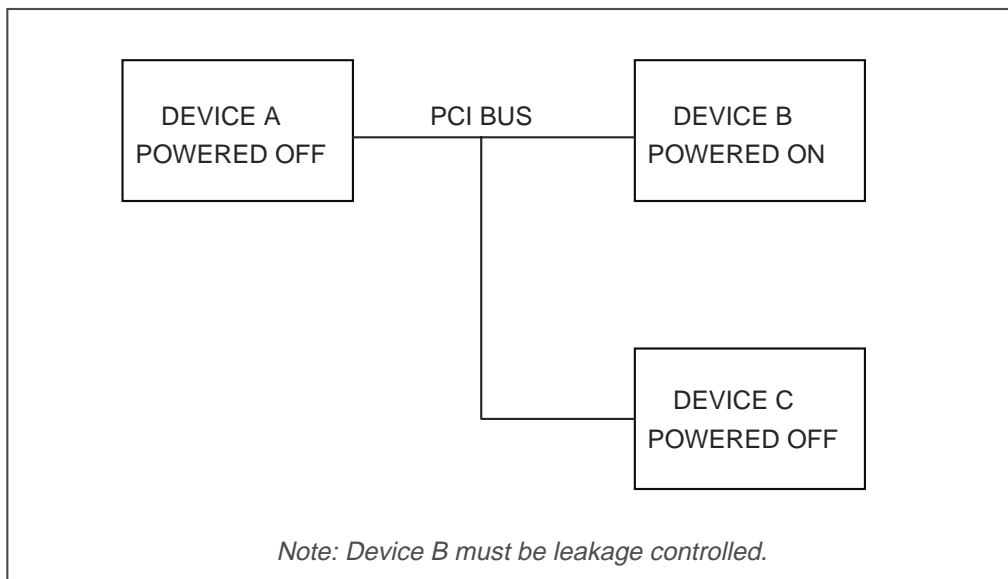 DEVICE A
POWERED OFF
PCI BUS
DEVICE B
POWERED ON
DEVICE C
POWERED OFF
Note: Device B must be leakage controlled.